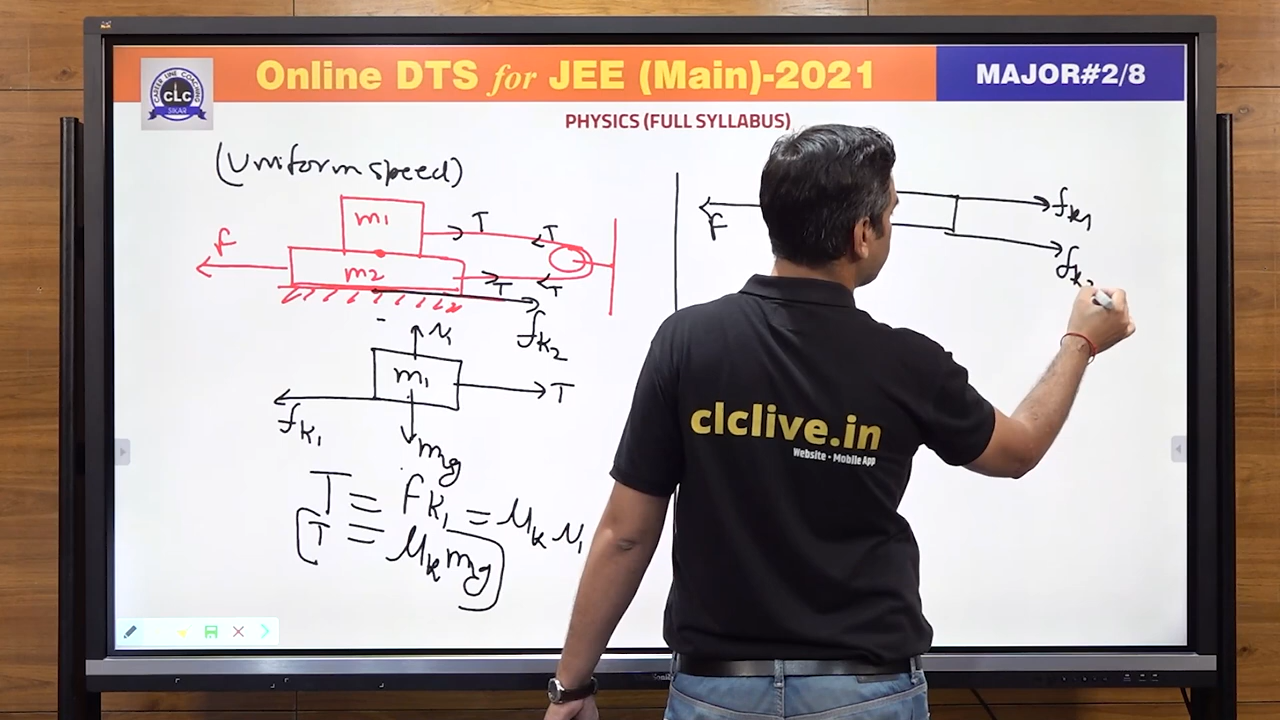 Online DTS for JEE (Main)-2021
MAJOR#2/8
CLC
SIKAR
PHYSICS (FULL SYLLABUS)
(Uniform speed)
m1
T
T
F
m2
T
T
fk2
N1
m1
T
fk1
mg
T = fk1 = μk N1
T = μk mg
F
fk1
fk2
clclive.in
Website • Mobile App